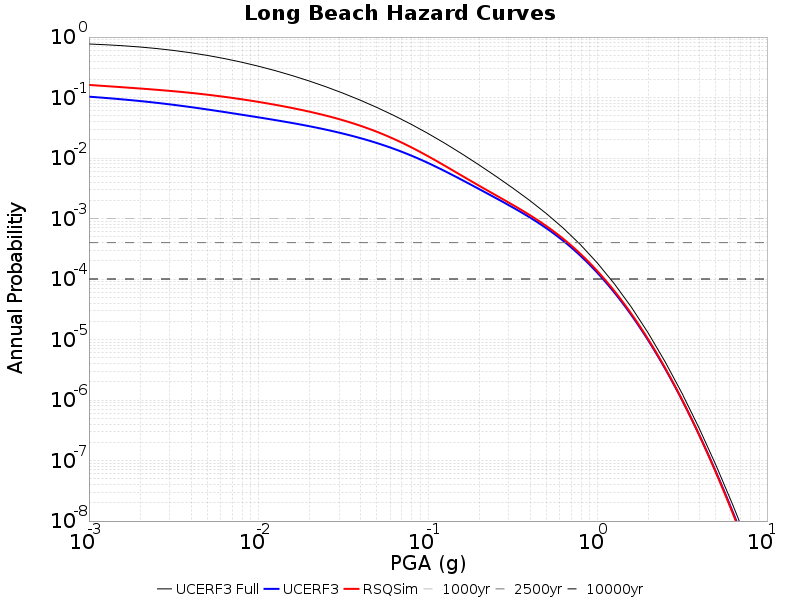 Long Beach Hazard Curves
Annual Probabilitiy
10^0
10^-1
10^-2
10^-3
10^-4
10^-5
10^-6
10^-7
10^-8
10^-3 10^-2 10^-1 10^0 10^1
PGA (g)
UCERF3 Full UCERF3 RSQSim 1000yr 2500yr 10000yr